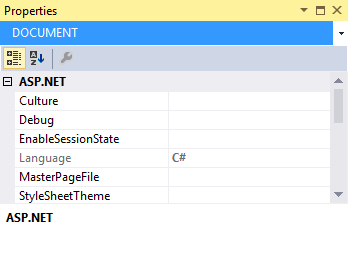 Properties
DOCUMENT
ASP.NET
Culture
Debug
EnableSessionState
Language C#
MasterPageFile
StyleSheetTheme
ASP.NET